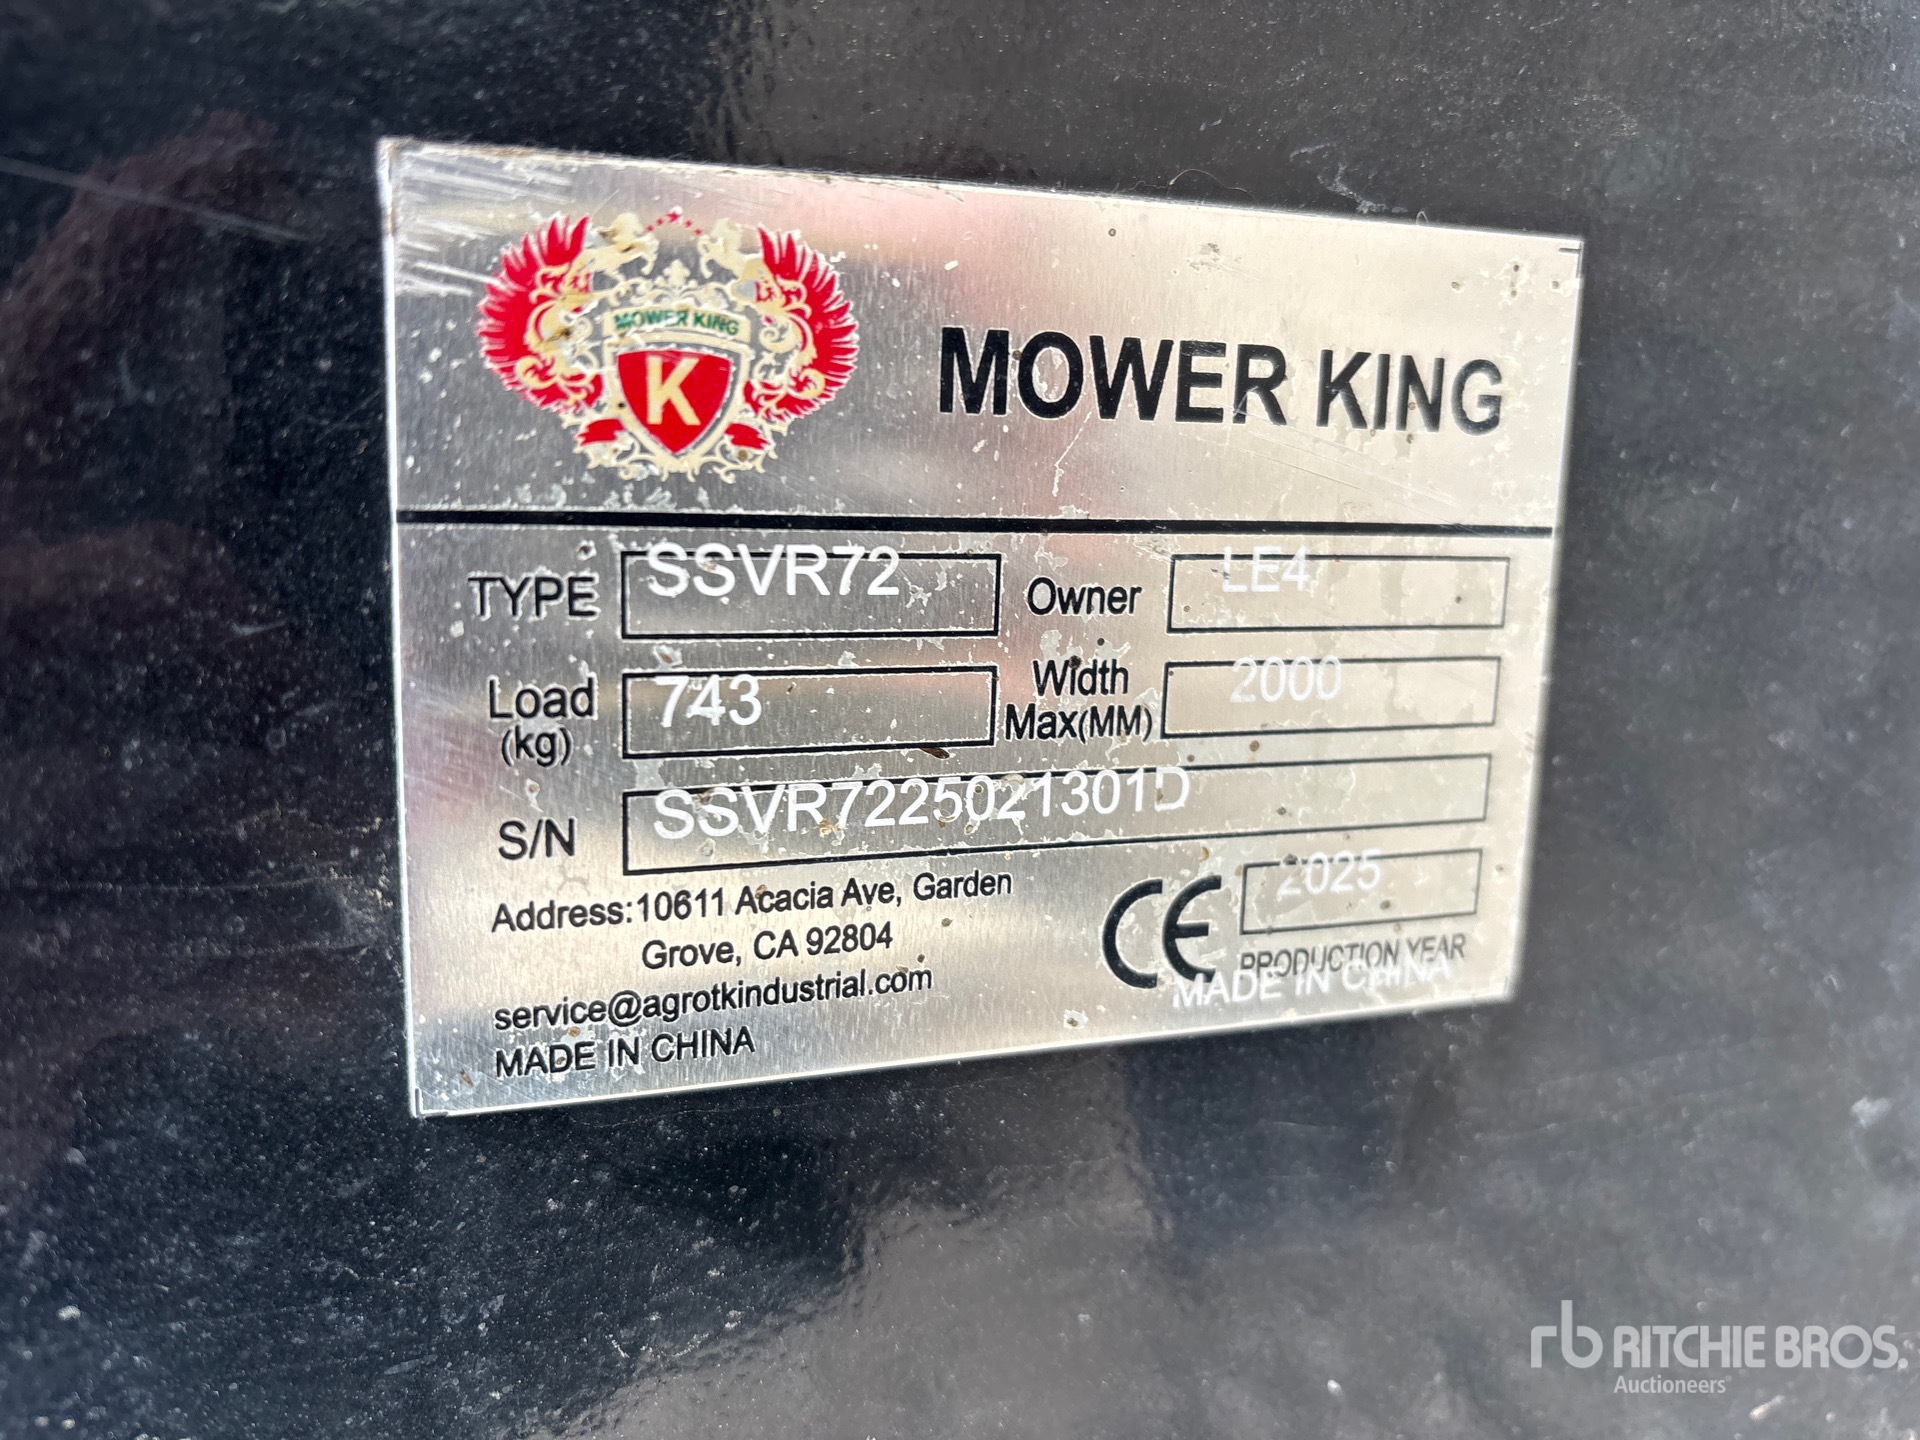 MOWER KING
K
MOWER KING
TYPE SSVR72 Owner LE4
Load (kg) 743 Width Max(MM) 2000
S/N SSVR7225021301D
Address:10611 Acacia Ave, Garden
Grove, CA 92804
service@agrotkindustrial.com
MADE IN CHINA
CE 2025
PRODUCTION YEAR
MADE IN CHINA
rb RITCHIE BROS.
Auctioneers